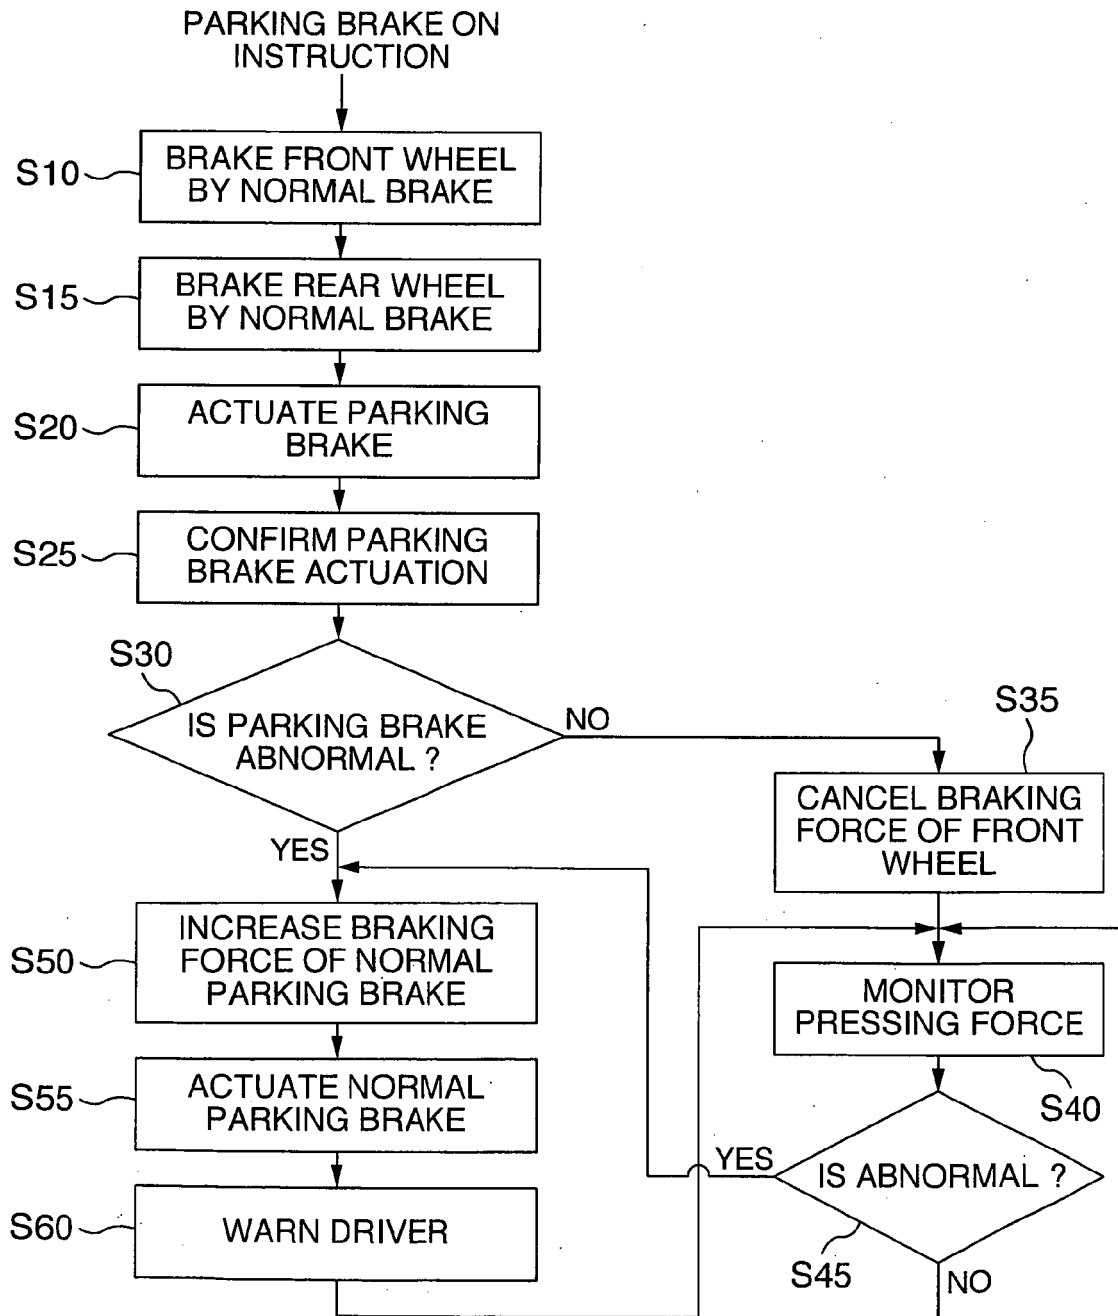 PARKING BRAKE ON
INSTRUCTION
S10
BRAKE FRONT WHEEL
BY NORMAL BRAKE
S15
BRAKE REAR WHEEL
BY NORMAL BRAKE
S20
ACTUATE PARKING
BRAKE
S25
CONFIRM PARKING
BRAKE ACTUATION
S30
IS PARKING BRAKE
ABNORMAL ?
NO
YES
S35
CANCEL BRAKING
FORCE OF FRONT
WHEEL
S50
INCREASE BRAKING
FORCE OF NORMAL
PARKING BRAKE
MONITOR
PRESSING FORCE
S40
S55
ACTUATE NORMAL
PARKING BRAKE
YES
IS ABNORMAL ?
S45
NO
S60
WARN DRIVER